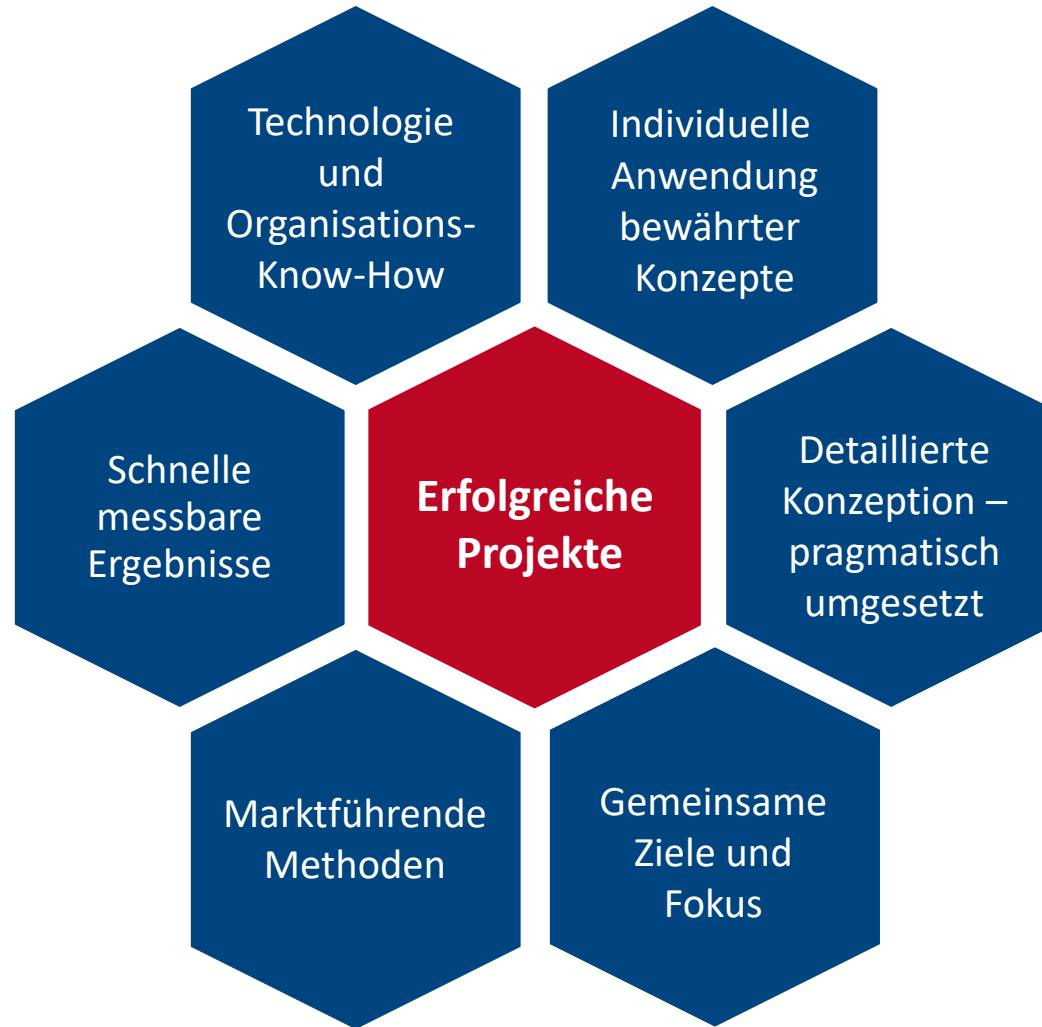 Technologie
und
Organisations-
Know-How
Individuelle
Anwendung
bewährter
Konzepte
Schnelle
messbare
Ergebnisse
Erfolgreiche
Projekte
Detaillierte
Konzeption –
pragmatisch
umgesetzt
Marktführende
Methoden
Gemeinsame
Ziele und
Fokus